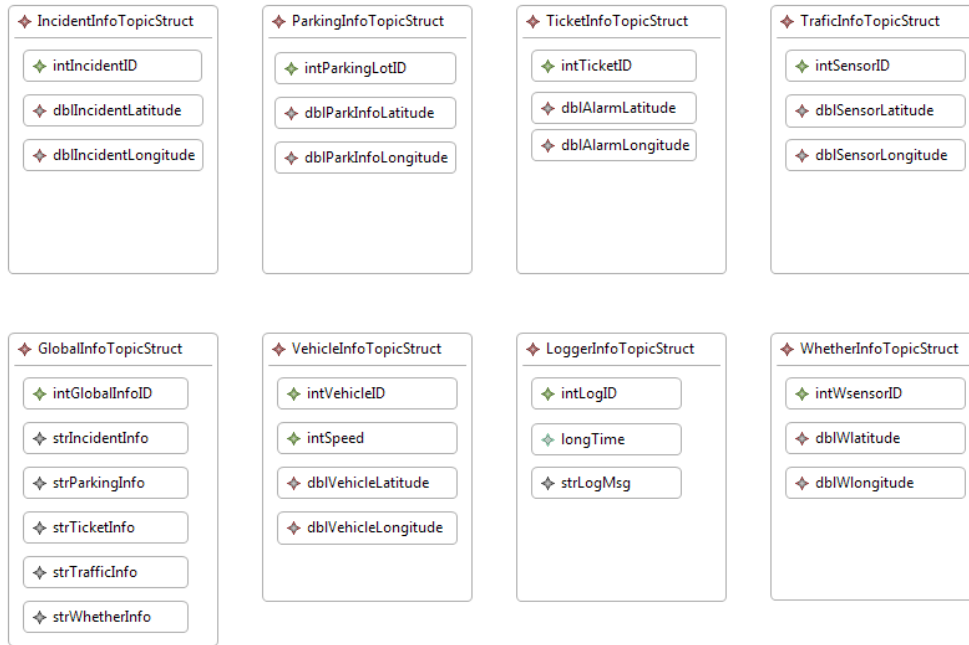 IncidentInfoTopicStruct
intIncidentID
dblIncidentLatitude
dblIncidentLongitude
ParkingInfoTopicStruct
intParkingLotID
dblParkInfoLatitude
dblParkInfoLongitude
TicketInfoTopicStruct
intTicketID
dblAlarmLatitude
dblAlarmLongitude
TraficInfoTopicStruct
intSensorID
dblSensorLatitude
dblSensorLongitude
GlobalInfoTopicStruct
intGlobalInfoID
strIncidentInfo
strParkingInfo
strTicketInfo
strTrafficInfo
strWhetherInfo
VehicleInfoTopicStruct
intVehicleID
intSpeed
dblVehicleLatitude
dblVehicleLongitude
LoggerInfoTopicStruct
intLogID
longTime
strLogMsg
WhetherInfoTopicStruct
intWsensorID
dblWlatitude
dblWlongitude